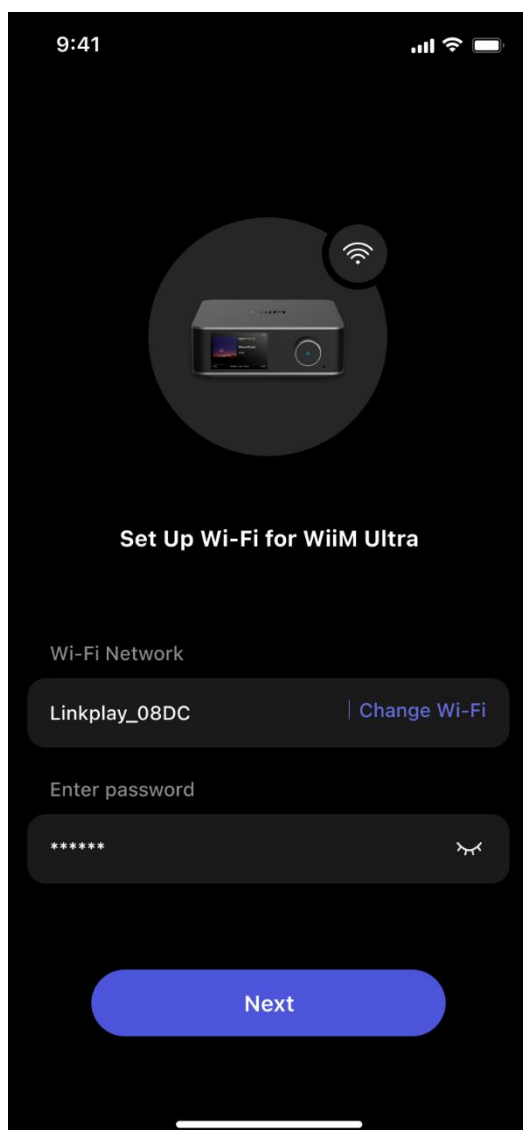 9:41
Set Up Wi-Fi for WiiM Ultra
Wi-Fi Network
Linkplay_08DC | Change Wi-Fi
Enter password
******
Next